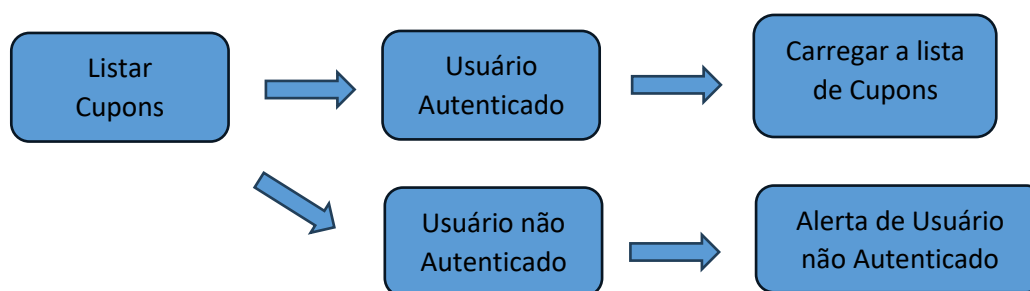 Listar
Cupons
Usuário
Autenticado
Carregar a lista
de Cupons
Usuário não
Autenticado
Alerta de Usuário
não Autenticado